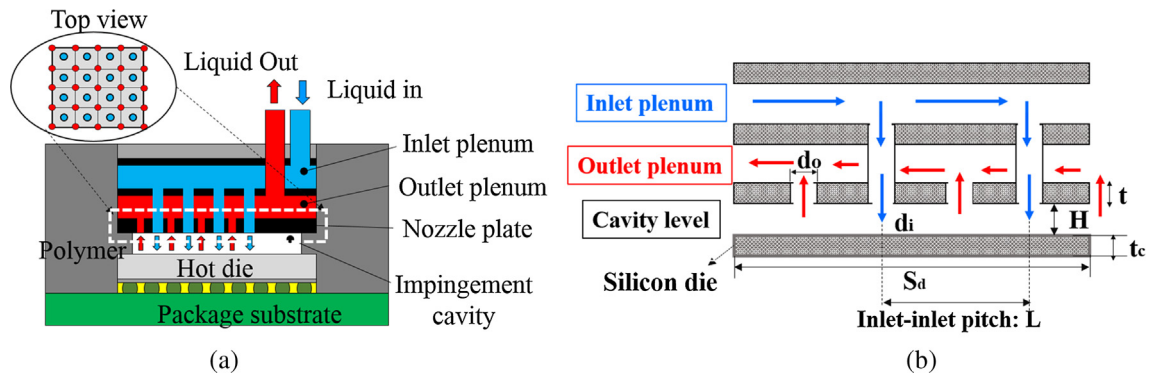 Top view
Liquid Out
Liquid in
Inlet plenum
Outlet plenum
Nozzle plate
Polymer
Hot die
Impingement
cavity
Package substrate
(a)
Inlet plenum
Outlet plenum
do
t
Cavity level
di
H
tc
Silicon die
Sd
Inlet-inlet pitch: L
(b)